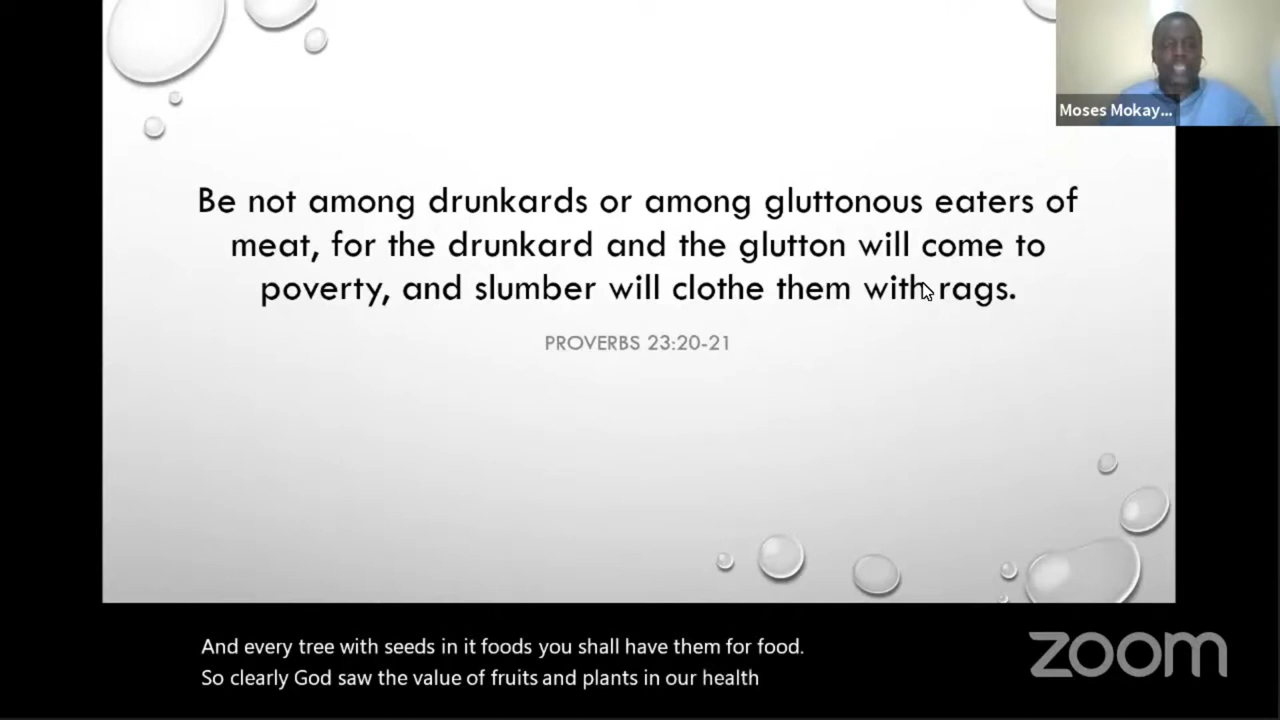 Moses Mokay...
Be not among drunkards or among gluttonous eaters of
meat, for the drunkard and the glutton will come to
poverty, and slumber will clothe them with rags.
PROVERBS 23:20-21
And every tree with seeds in it foods you shall have them for food.
So clearly God saw the value of fruits and plants in our health
zoom